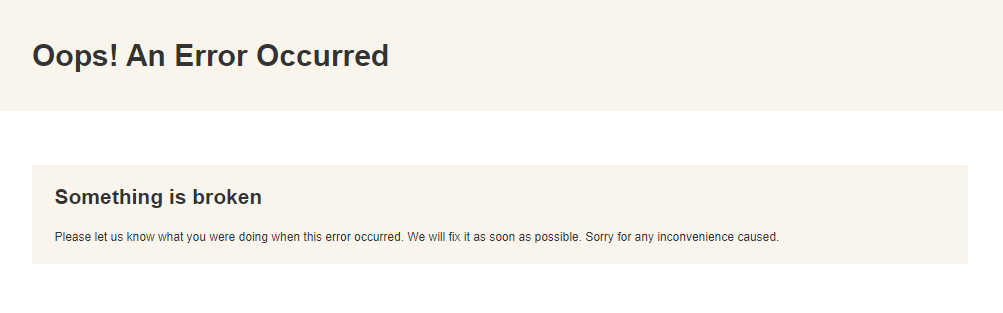 Oops! An Error Occurred
Something is broken
Please let us know what you were doing when this error occurred. We will fix it as soon as possible. Sorry for any inconvenience caused.